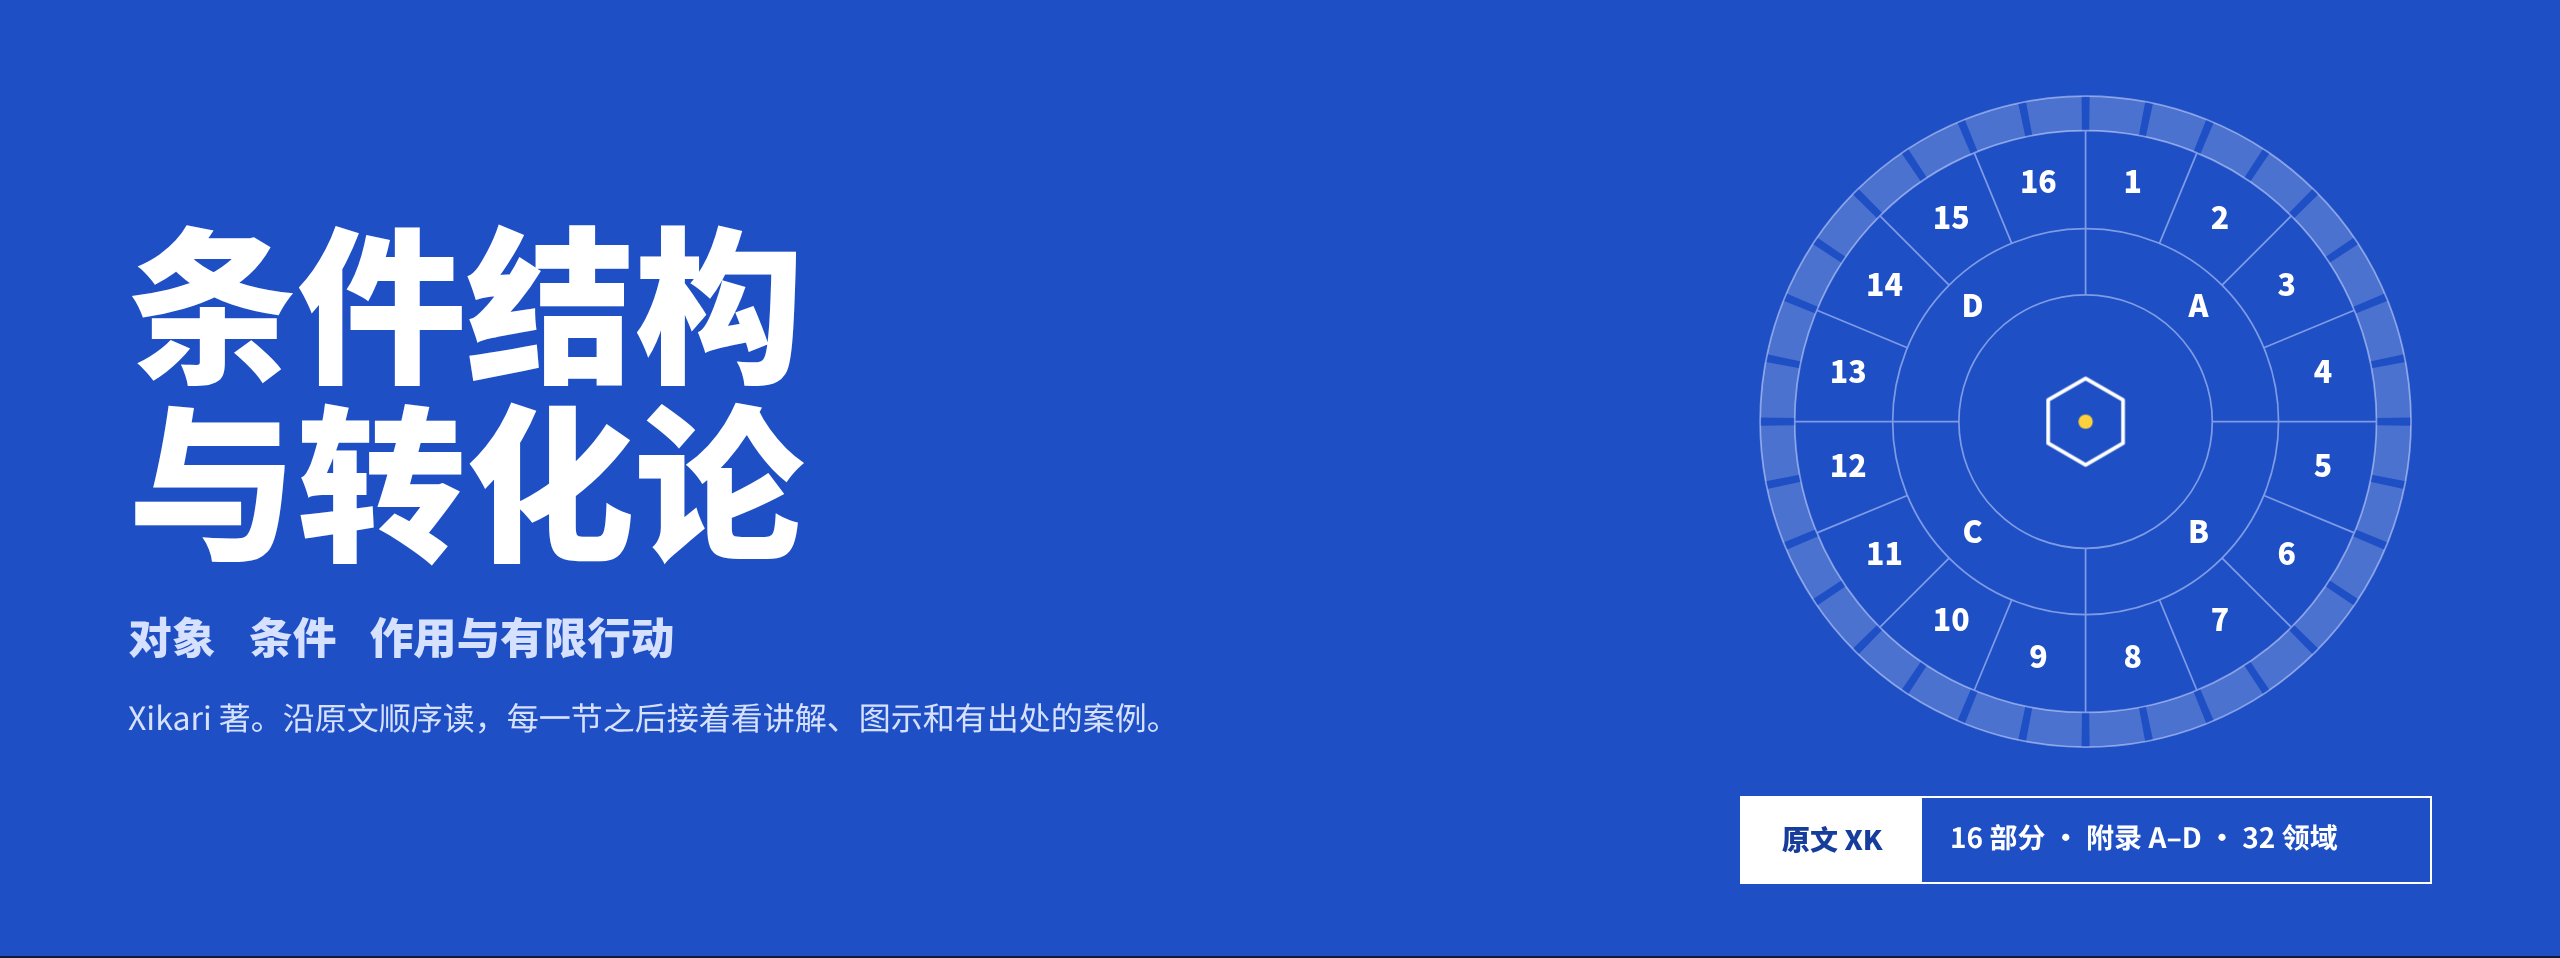 条件结构
与转化论
对象 条件 作用与有限行动
Xikari 著。沿原文顺序读，每一节之后接着看讲解、图示和有出处的案例。
16 1
15 2
14 3
D A
13 4
12 5
C B
11 6
10 7
9 8
原文 XK 16 部分 · 附录 A–D · 32 领域